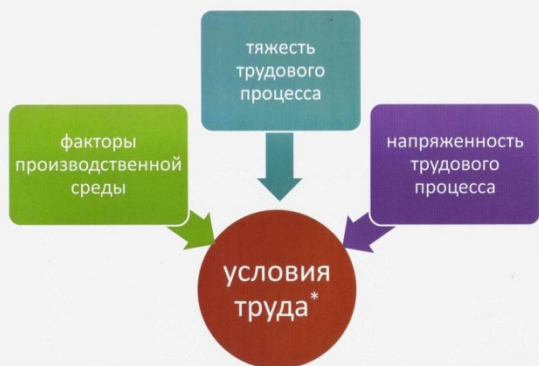 тяжесть
трудового
процесса
факторы
производственной
среды
напряженность
трудового
процесса
условия
труда*